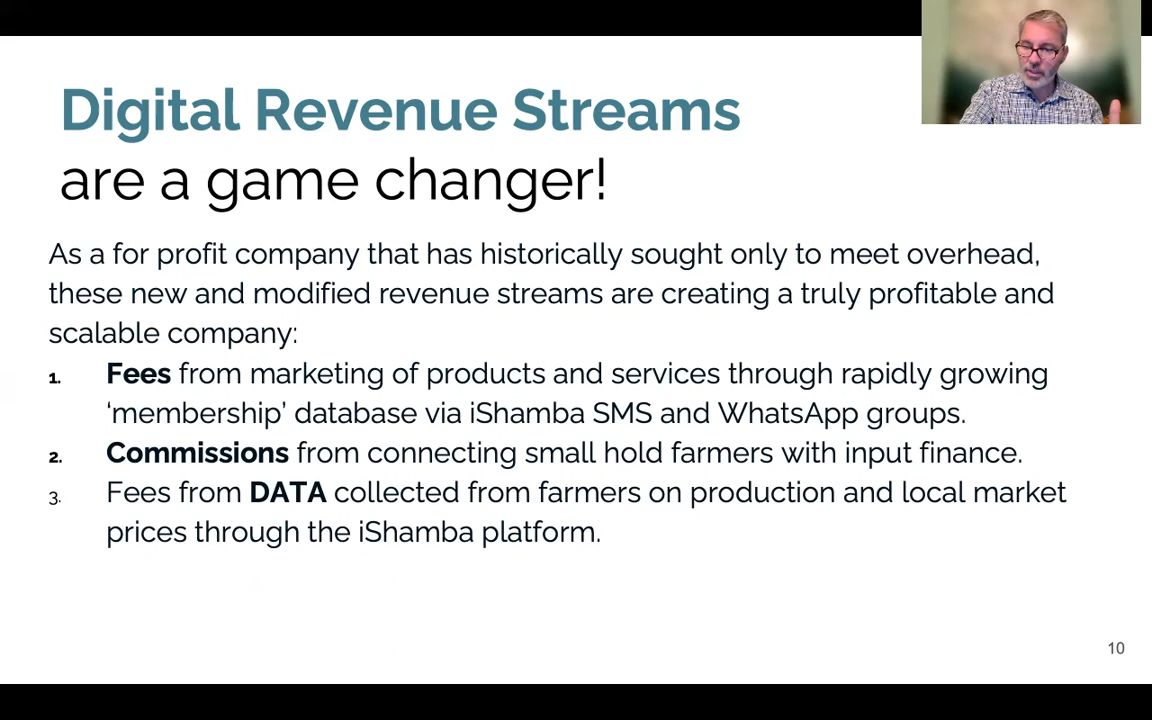 Digital Revenue Streams
are a game changer!
As a for profit company that has historically sought only to meet overhead,
these new and modified revenue streams are creating a truly profitable and
scalable company:
1. Fees from marketing of products and services through rapidly growing
‘membership’ database via iShamba SMS and WhatsApp groups.
2. Commissions from connecting small hold farmers with input finance.
3. Fees from DATA collected from farmers on production and local market
prices through the iShamba platform.
10